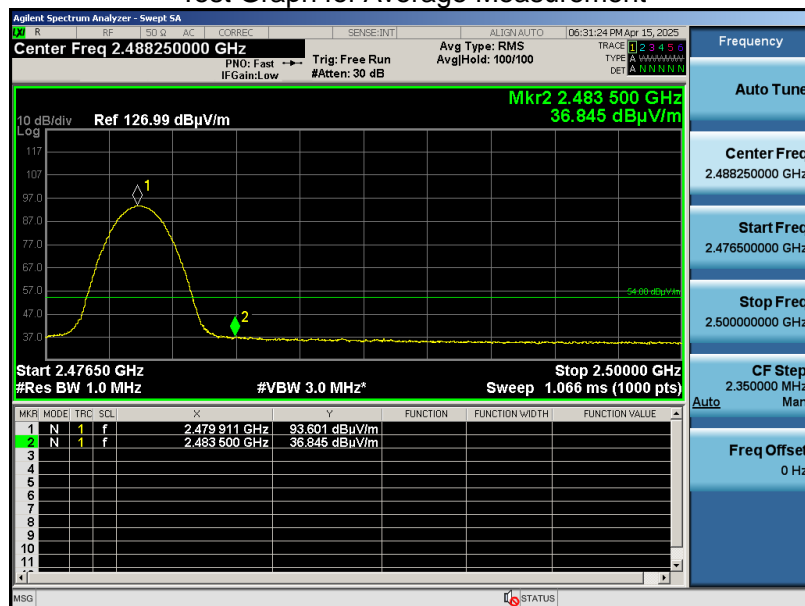 Test Graph for Average Measurement
Agilent Spectrum Analyzer - Swept SA
LXI R RF 50 Ω AC CORREC SENSE:INT ALIGN AUTO 06:31:24 PM Apr 15, 2025
Center Freq 2.488250000 GHz Avg Type: RMS TRACE 1 2 3 4 5 6
PNO: Fast Trig: Free Run Avg|Hold: 100/100 TYPE A WWWWW
IFGain:Low #Atten: 30 dB DET A N N N N N
Mkr2 2.483 500 GHz
10 dB/div Ref 126.99 dBµV/m 36.845 dBµV/m
Log
117
107
97.0
1
87.0
77.0
67.0
57.0
54.00 dBµV/m
47.0
2
37.0
Start 2.47650 GHz Stop 2.50000 GHz
#Res BW 1.0 MHz #VBW 3.0 MHz* Sweep 1.066 ms (1000 pts)
MKR MODE TRC SCL X Y FUNCTION FUNCTION WIDTH FUNCTION VALUE
1 N 1 f 2.479 911 GHz 93.601 dBµV/m
2 N 1 f 2.483 500 GHz 36.845 dBµV/m
3
4
5
6
7
8
9
10
11
MSG STATUS
Frequency
Auto Tune
Center Freq
2.488250000 GHz
Start Freq
2.476500000 GHz
Stop Freq
2.500000000 GHz
CF Step
2.350000 MHz
Auto Man
Freq Offset
0 Hz